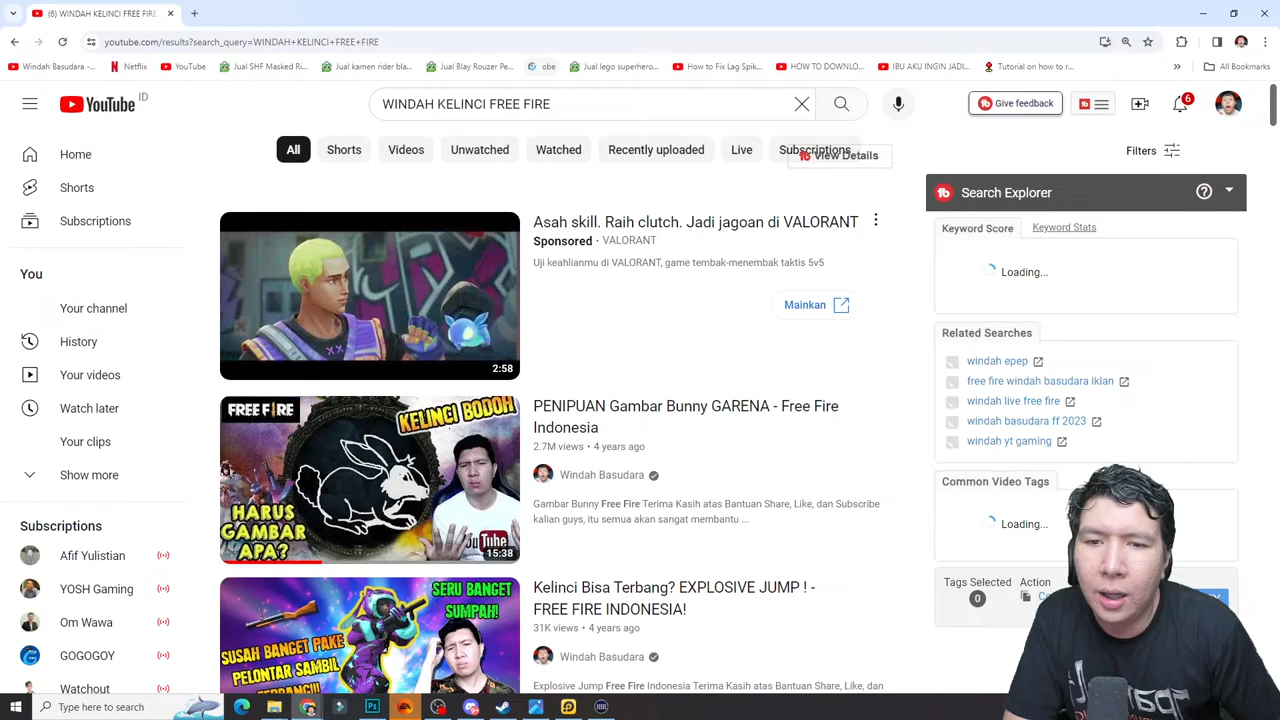 (6) WINDAH KELINCI FREE FIRE
youtube.com/results?search_query=WINDAH+KELINCI+FREE+FIRE
Windah Basudara -...
Netflix
YouTube
Jual SHF Masked Ri...
Jual kamen rider bla...
Jual Blay Rouzer Pe...
obe
Jual lego superhero...
How to Fix Lag Spik...
HOW TO DOWNLO...
IBU AKU INGIN JADI...
Tutorial on how to r...
»
All Bookmarks
YouTube ID
WINDAH KELINCI FREE FIRE
Give feedback
6
All
Shorts
Videos
Unwatched
Watched
Recently uploaded
Live
Subscriptions
View Details
Filters
Home
Shorts
Subscriptions
You
Your channel
History
Your videos
Watch later
Your clips
Show more
Subscriptions
Afif Yulistian
YOSH Gaming
Om Wawa
GOGOGOY
Watchout
2:58
Asah skill. Raih clutch. Jadi jagoan di VALORANT
Sponsored · VALORANT
Uji keahlianmu di VALORANT, game tembak-menembak taktis 5v5
Mainkan
FREE FIRE
KELINCI BODOH
HARUS
GAMBAR
APA?
YouTube
15:38
PENIPUAN Gambar Bunny GARENA - Free Fire
Indonesia
2.7M views • 4 years ago
Windah Basudara
Gambar Bunny Free Fire Terima Kasih atas Bantuan Share, Like, dan Subscribe
kalian guys, itu semua akan sangat membantu ...
SERU BANGET
SUMPAH!
SUSAH BANGET PAKE
PELONTAR SAMBIL
TERBANG!!!
Kelinci Bisa Terbang? EXPLOSIVE JUMP ! -
FREE FIRE INDONESIA!
31K views • 4 years ago
Windah Basudara
Explosive Jump Free Fire Indonesia Terima Kasih atas Bantuan Share, Like, dan
Search Explorer
Keyword Score
Keyword Stats
Loading...
Related Searches
windah epep
free fire windah basudara iklan
windah live free fire
windah basudara ff 2023
windah yt gaming
Common Video Tags
Loading...
Tags Selected
0
Action
Type here to search